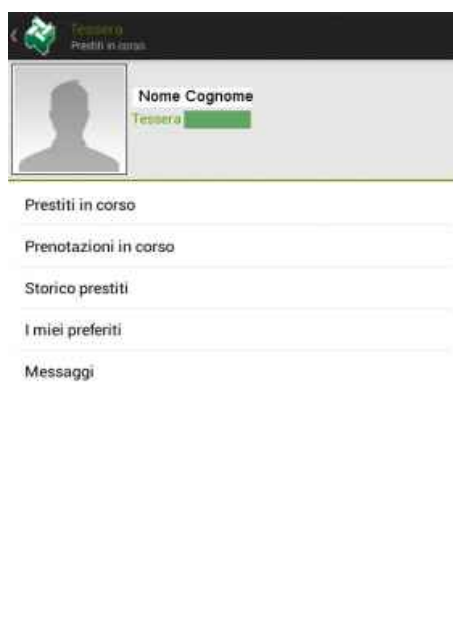 Tessera
Prestiti in corso
Nome Cognome
Tessera
Prestiti in corso
Prenotazioni in corso
Storico prestiti
I miei preferiti
Messaggi